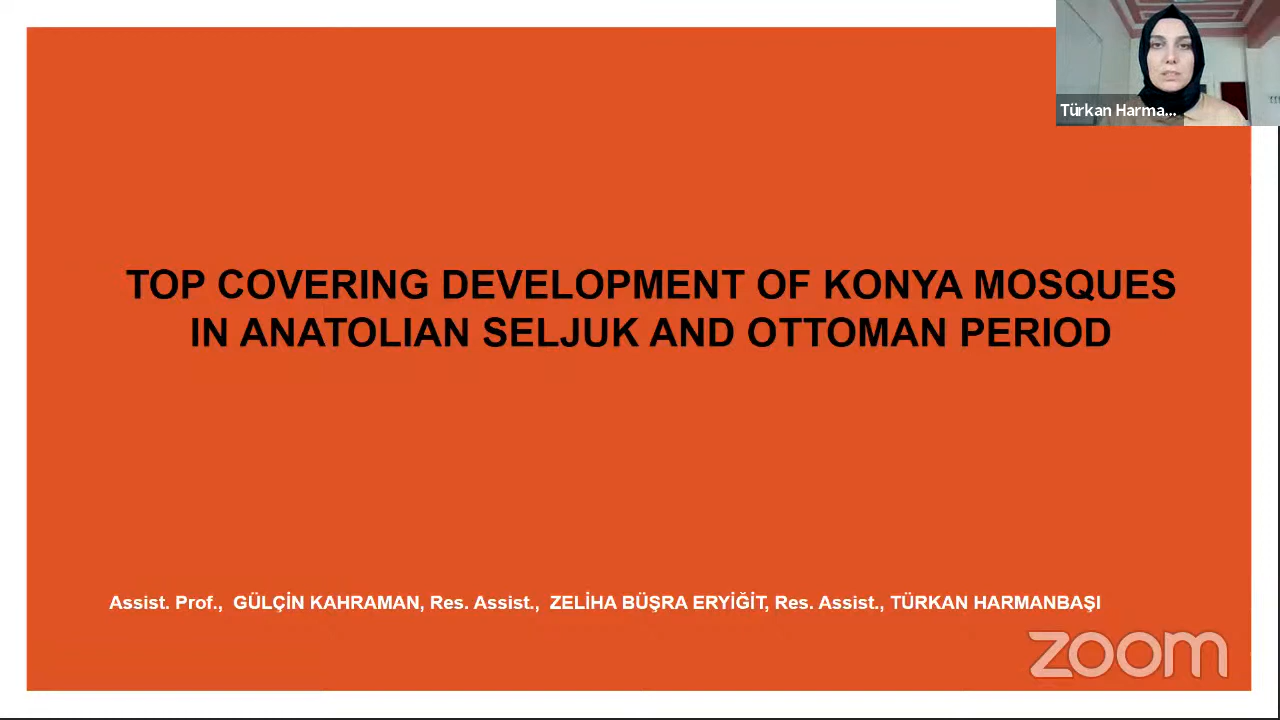 Türkan Harma...
TOP COVERING DEVELOPMENT OF KONYA MOSQUES
IN ANATOLIAN SELJUK AND OTTOMAN PERIOD
Assist. Prof., GÜLÇİN KAHRAMAN, Res. Assist., ZELİHA BÜŞRA ERYİĞİT, Res. Assist., TÜRKAN HARMANBAŞI
zoom